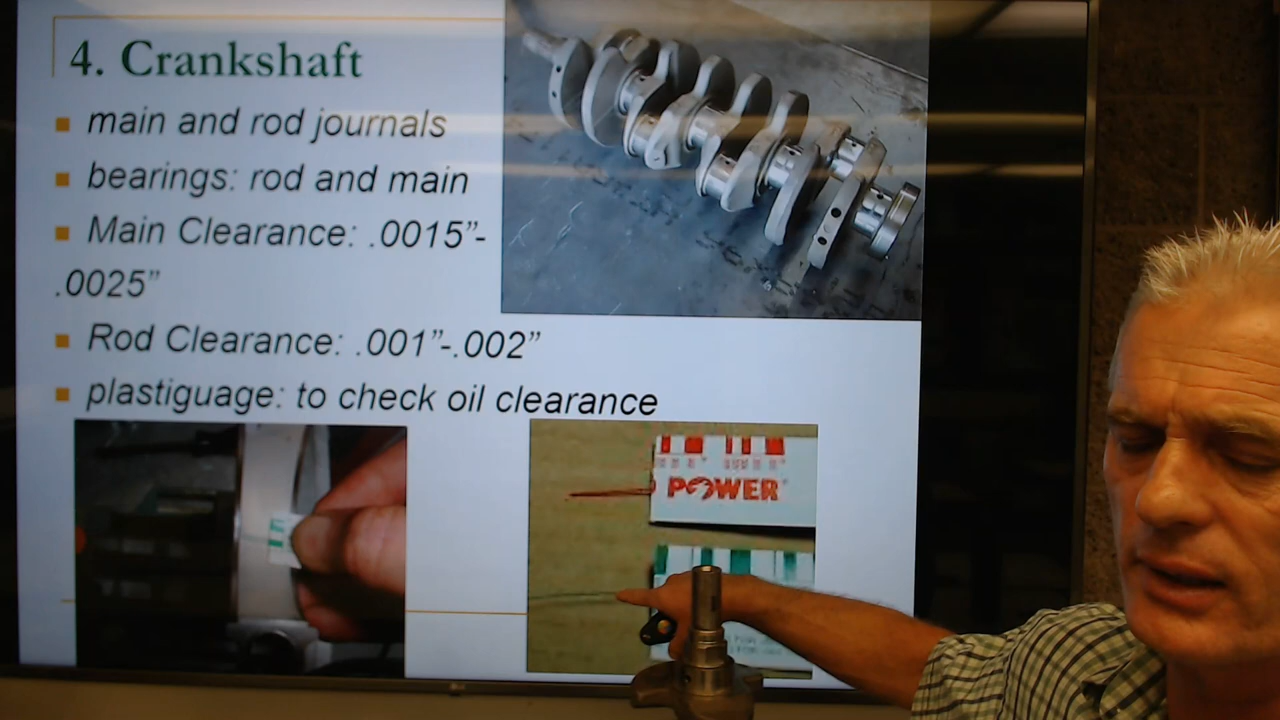 4. Crankshaft
main and rod journals
bearings: rod and main
Main Clearance: .0015”-
.0025”
Rod Clearance: .001”-.002”
plastiguage: to check oil clearance
POWER